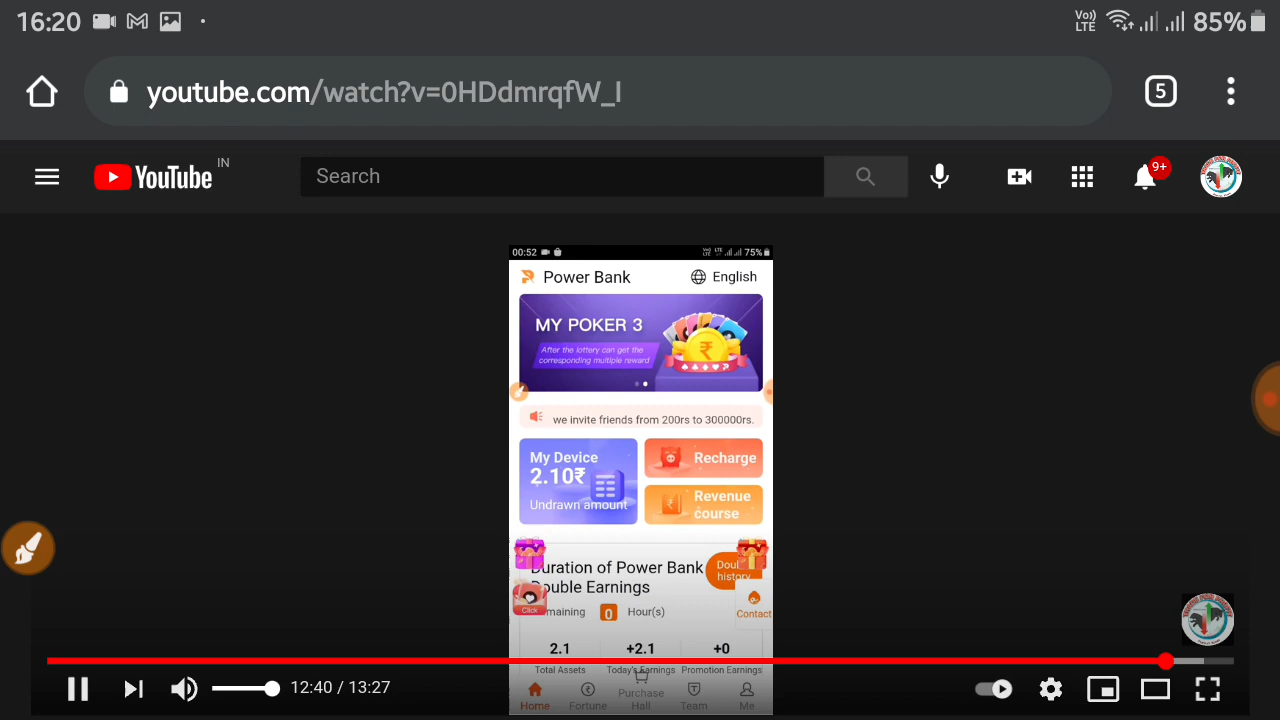 16:20
Vo)) LTE
85%
youtube.com/watch?v=0HDdmrqfW_I
5
YouTube IN
Search
9+
00:52
75%
Power Bank
English
MY POKER 3
After the lottery can get the
corresponding multiple reward
we invite friends from 200rs to 300000rs.
My Device
2.10₹
Undrawn amount
Recharge
Revenue
course
Duration of Power Bank
Double Earnings
Doul
history
Click
maining 0 Hour(s)
Contact
2.1 +2.1 +0
Total Assets Today's Earnings Promotion Earnings
Home Fortune Purchase
Hall Team Me
12:40 / 13:27